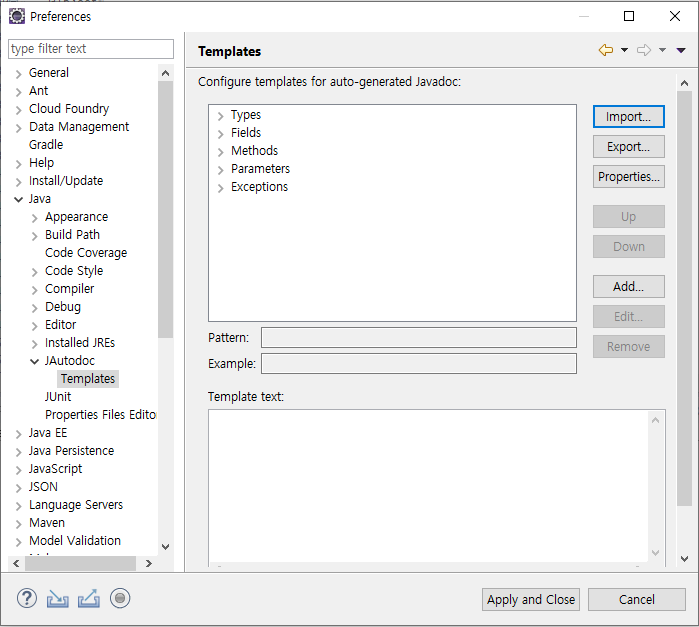 Preferences
type filter text
General
Ant
Cloud Foundry
Data Management
Gradle
Help
Install/Update
Java
Appearance
Build Path
Code Coverage
Code Style
Compiler
Debug
Editor
Installed JREs
JAutodoc
Templates
JUnit
Properties Files Edito
Java EE
Java Persistence
JavaScript
JSON
Language Servers
Maven
Model Validation
Templates
Configure templates for auto-generated Javadoc:
Types
Fields
Methods
Parameters
Exceptions
Import...
Export...
Properties...
Up
Down
Add...
Edit...
Remove
Pattern:
Example:
Template text:
Apply and Close
Cancel